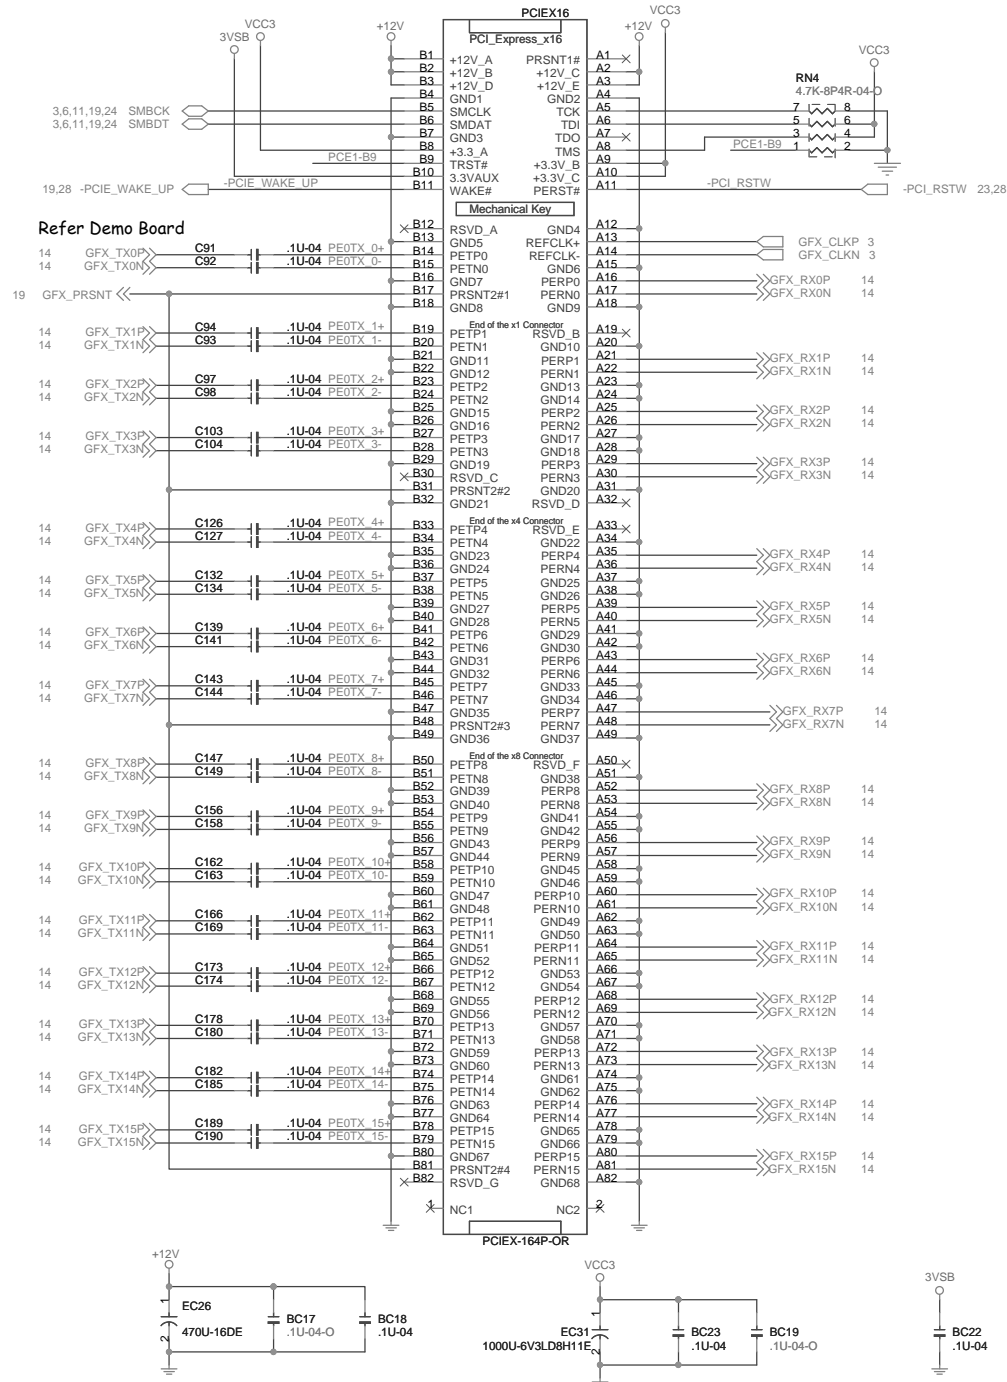 PCIEX16
VCC3
+12V
+12V
VCC3
3VSB
VCC3
PCI_Express_x16
B1 +12V_A PRSNT1# A1
B2 +12V_B +12V_C A2
B3 +12V_D +12V_E A3
RN4
4.7K-8P4R-04-O
B4 GND1 GND2 A4
3,6,11,19,24 SMBCK B5 SMCLK TCK A5 7 8
3,6,11,19,24 SMBDT B6 SMDAT TDI A6 5 6
B7 GND3 TDO A7 3 4
B8 +3.3_A TMS A8 PCE1-B9 1 2
PCE1-B9 B9 TRST# +3.3V_B A9
B10 3.3VAUX +3.3V_C A10
19,28 -PCIE_WAKE_UP -PCIE_WAKE_UP B11 WAKE# PERST# A11 -PCI_RSTW -PCI_RSTW 23,28
Mechanical Key
Refer Demo Board
B12 RSVD_A GND4 A12
B13 GND5 REFCLK+ A13 GFX_CLKP 3
14 GFX_TX0P C91 .1U-04 PE0TX_0+ B14 PETP0 REFCLK- A14 GFX_CLKN 3
14 GFX_TX0N C92 .1U-04 PE0TX_0- B15 PETN0 GND6 A15
B16 GND7 PERP0 A16 GFX_RX0P 14
19 GFX_PRSNT B17 PRSNT2#1 PERN0 A17 GFX_RX0N 14
B18 GND8 GND9 A18
End of the x1 Connector
14 GFX_TX1P C94 .1U-04 PE0TX_1+ B19 PETP1 RSVD_B A19
14 GFX_TX1N C93 .1U-04 PE0TX_1- B20 PETN1 GND10 A20
B21 GND11 PERP1 A21 GFX_RX1P 14
B22 GND12 PERN1 A22 GFX_RX1N 14
14 GFX_TX2P C97 .1U-04 PE0TX_2+ B23 PETP2 GND13 A23
14 GFX_TX2N C98 .1U-04 PE0TX_2- B24 PETN2 GND14 A24
B25 GND15 PERP2 A25 GFX_RX2P 14
B26 GND16 PERN2 A26 GFX_RX2N 14
14 GFX_TX3P C103 .1U-04 PE0TX_3+ B27 PETP3 GND17 A27
14 GFX_TX3N C104 .1U-04 PE0TX_3- B28 PETN3 GND18 A28
B29 GND19 PERP3 A29 GFX_RX3P 14
B30 RSVD_C PERN3 A30 GFX_RX3N 14
B31 PRSNT2#2 GND20 A31
B32 GND21 RSVD_D A32
End of the x4 Connector
14 GFX_TX4P C126 .1U-04 PE0TX_4+ B33 PETP4 RSVD_E A33
14 GFX_TX4N C127 .1U-04 PE0TX_4- B34 PETN4 GND22 A34
B35 GND23 PERP4 A35 GFX_RX4P 14
B36 GND24 PERN4 A36 GFX_RX4N 14
14 GFX_TX5P C132 .1U-04 PE0TX_5+ B37 PETP5 GND25 A37
14 GFX_TX5N C134 .1U-04 PE0TX_5- B38 PETN5 GND26 A38
B39 GND27 PERP5 A39 GFX_RX5P 14
B40 GND28 PERN5 A40 GFX_RX5N 14
14 GFX_TX6P C139 .1U-04 PE0TX_6+ B41 PETP6 GND29 A41
14 GFX_TX6N C141 .1U-04 PE0TX_6- B42 PETN6 GND30 A42
B43 GND31 PERP6 A43 GFX_RX6P 14
B44 GND32 PERN6 A44 GFX_RX6N 14
14 GFX_TX7P C143 .1U-04 PE0TX_7+ B45 PETP7 GND33 A45
14 GFX_TX7N C144 .1U-04 PE0TX_7- B46 PETN7 GND34 A46
B47 GND35 PERP7 A47 GFX_RX7P 14
B48 PRSNT2#3 PERN7 A48 GFX_RX7N 14
B49 GND36 GND37 A49
End of the x8 Connector
14 GFX_TX8P C147 .1U-04 PE0TX_8+ B50 PETP8 RSVD_F A50
14 GFX_TX8N C149 .1U-04 PE0TX_8- B51 PETN8 GND38 A51
B52 GND39 PERP8 A52 GFX_RX8P 14
B53 GND40 PERN8 A53 GFX_RX8N 14
14 GFX_TX9P C156 .1U-04 PE0TX_9+ B54 PETP9 GND41 A54
14 GFX_TX9N C158 .1U-04 PE0TX_9- B55 PETN9 GND42 A55
B56 GND43 PERP9 A56 GFX_RX9P 14
B57 GND44 PERN9 A57 GFX_RX9N 14
14 GFX_TX10P C162 .1U-04 PE0TX_10+ B58 PETP10 GND45 A58
14 GFX_TX10N C163 .1U-04 PE0TX_10- B59 PETN10 GND46 A59
B60 GND47 PERP10 A60 GFX_RX10P 14
B61 GND48 PERN10 A61 GFX_RX10N 14
14 GFX_TX11P C166 .1U-04 PE0TX_11+ B62 PETP11 GND49 A62
14 GFX_TX11N C169 .1U-04 PE0TX_11- B63 PETN11 GND50 A63
B64 GND51 PERP11 A64 GFX_RX11P 14
B65 GND52 PERN11 A65 GFX_RX11N 14
14 GFX_TX12P C173 .1U-04 PE0TX_12+ B66 PETP12 GND53 A66
14 GFX_TX12N C174 .1U-04 PE0TX_12- B67 PETN12 GND54 A67
B68 GND55 PERP12 A68 GFX_RX12P 14
B69 GND56 PERN12 A69 GFX_RX12N 14
14 GFX_TX13P C178 .1U-04 PE0TX_13+ B70 PETP13 GND57 A70
14 GFX_TX13N C180 .1U-04 PE0TX_13- B71 PETN13 GND58 A71
B72 GND59 PERP13 A72 GFX_RX13P 14
B73 GND60 PERN13 A73 GFX_RX13N 14
14 GFX_TX14P C182 .1U-04 PE0TX_14+ B74 PETP14 GND61 A74
14 GFX_TX14N C185 .1U-04 PE0TX_14- B75 PETN14 GND62 A75
B76 GND63 PERP14 A76 GFX_RX14P 14
B77 GND64 PERN14 A77 GFX_RX14N 14
14 GFX_TX15P C189 .1U-04 PE0TX_15+ B78 PETP15 GND65 A78
14 GFX_TX15N C190 .1U-04 PE0TX_15- B79 PETN15 GND66 A79
B80 GND67 PERP15 A80 GFX_RX15P 14
B81 PRSNT2#4 PERN15 A81 GFX_RX15N 14
B82 RSVD_G GND68 A82
1 NC1 NC2 2
PCIEX-164P-OR
+12V
VCC3
3VSB
1 EC26 2 470U-16DE
BC17 .1U-04-O
BC18 .1U-04
1 EC31 2 1000U-6V3LD8H11E
BC23 .1U-04
BC19 .1U-04-O
BC22 .1U-04